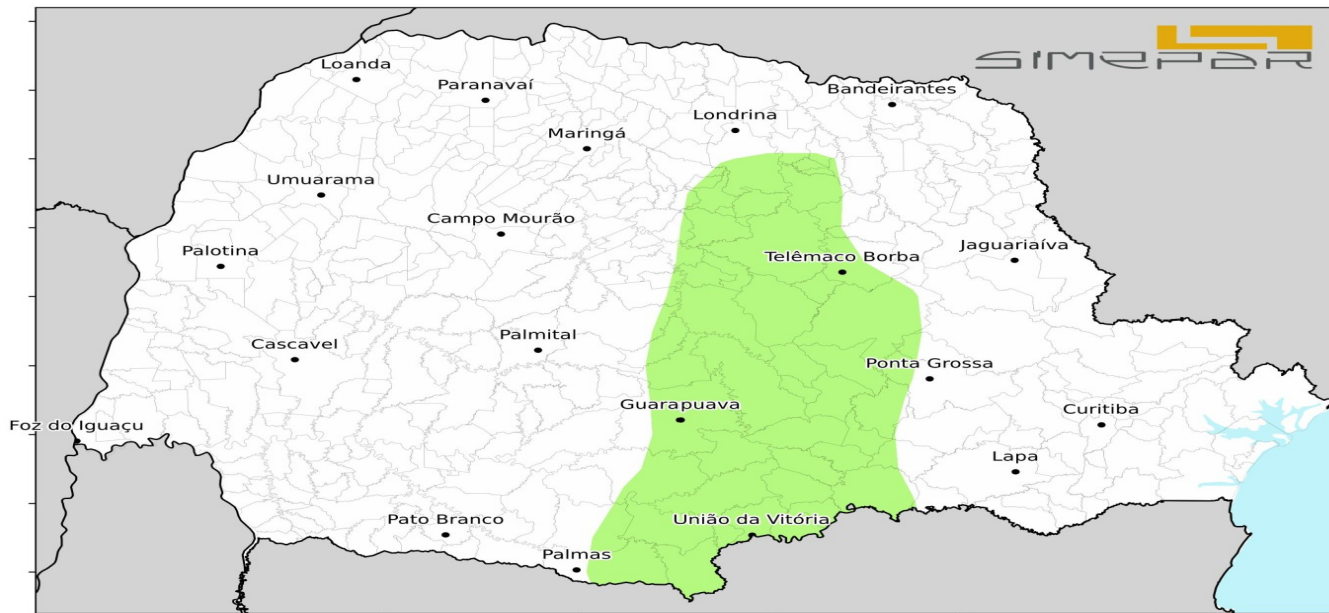 SIMEPAR
Loanda
Paranavaí
Bandeirantes
Londrina
Maringá
Umuarama
Campo Mourão
Palotina
Jaguariaíva
Telêmaco Borba
Palmital
Cascavel
Ponta Grossa
Guarapuava
Curitiba
Foz do Iguaçu
Lapa
Pato Branco
União da Vitória
Palmas